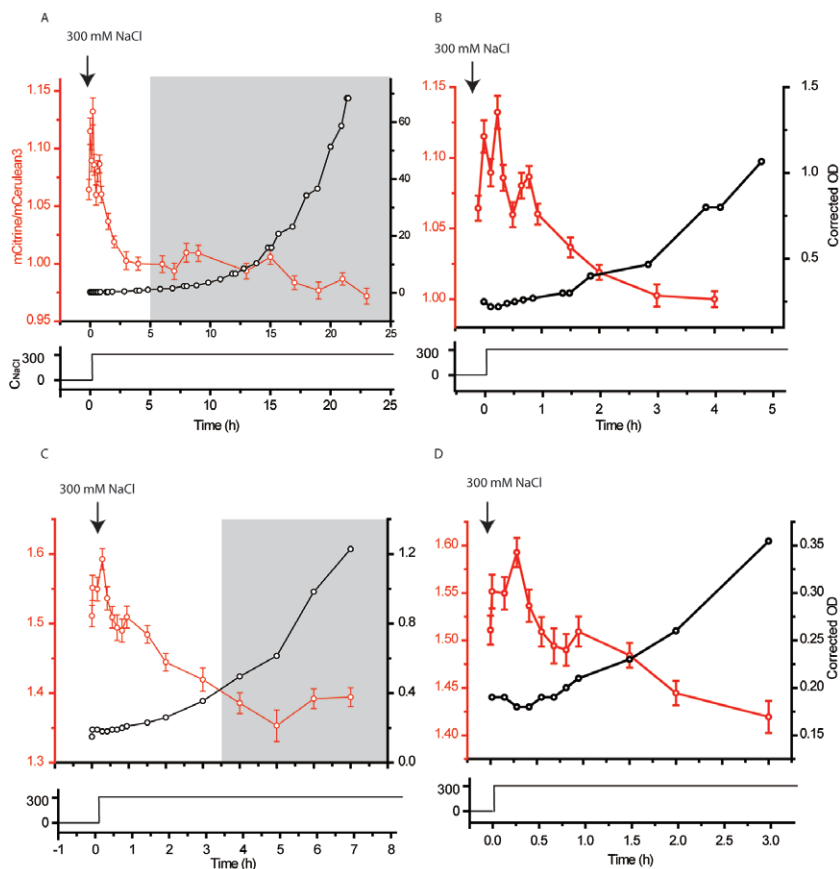 A
300 mM NaCl
1.15
1.10
1.05
1.00
0.95
mCitrine/mCerulean3
60
40
20
0
0 5 10 15 20 25
300
0
CNaCl
0 5 10 15 20 25
Time (h)
B
300 mM NaCl
1.15
1.10
1.05
1.00
1.5
1.0
0.5
Corrected OD
300
0
0 1 2 3 4 5
Time (h)
C
300 mM NaCl
1.6
1.5
1.4
1.3
1.2
0.8
0.4
0.0
300
0
-1 0 1 2 3 4 5 6 7 8
Time (h)
D
300 mM NaCl
1.60
1.55
1.50
1.45
1.40
0.35
0.30
0.25
0.20
0.15
Corrected OD
300
0
0.0 0.5 1.0 1.5 2.0 3.0
Time (h)